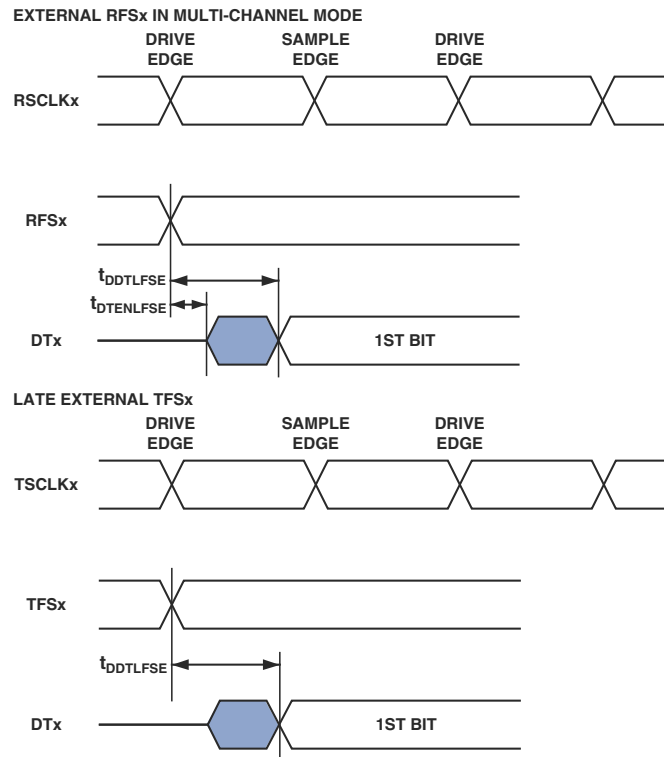 EXTERNAL RFSx IN MULTI-CHANNEL MODE
DRIVE EDGE
SAMPLE EDGE
DRIVE EDGE
RSCLKx
RFSx
tDDTLFSE
tDTENLFSE
DTx
1ST BIT
LATE EXTERNAL TFSx
DRIVE EDGE
SAMPLE EDGE
DRIVE EDGE
TSCLKx
TFSx
tDDTLFSE
DTx
1ST BIT